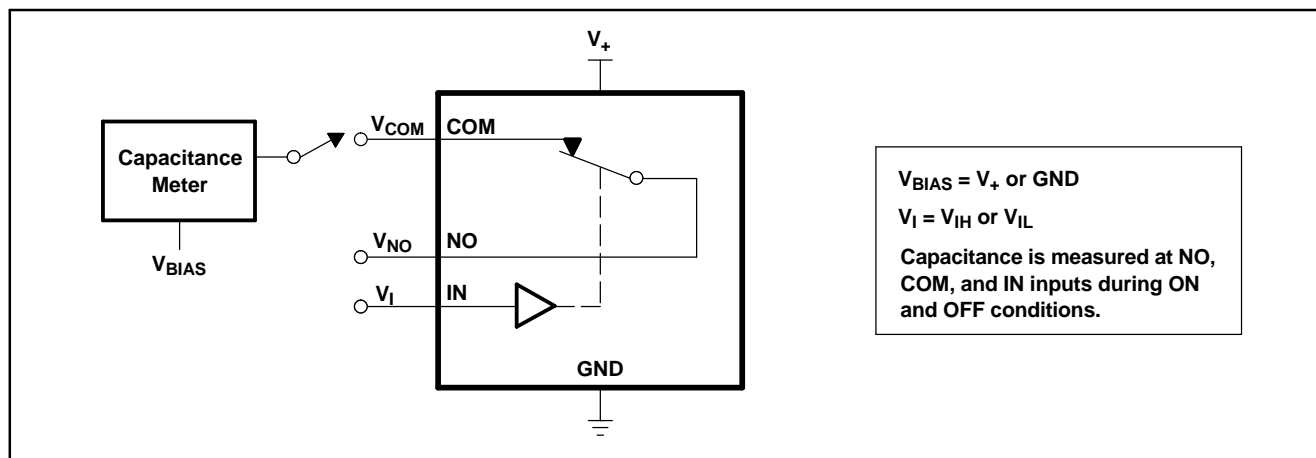 V+
VCOM COM
Capacitance
Meter
VBIAS
VNO NO
VI IN
GND
VBIAS = V+ or GND
VI = VIH or VIL
Capacitance is measured at NO,
COM, and IN inputs during ON
and OFF conditions.